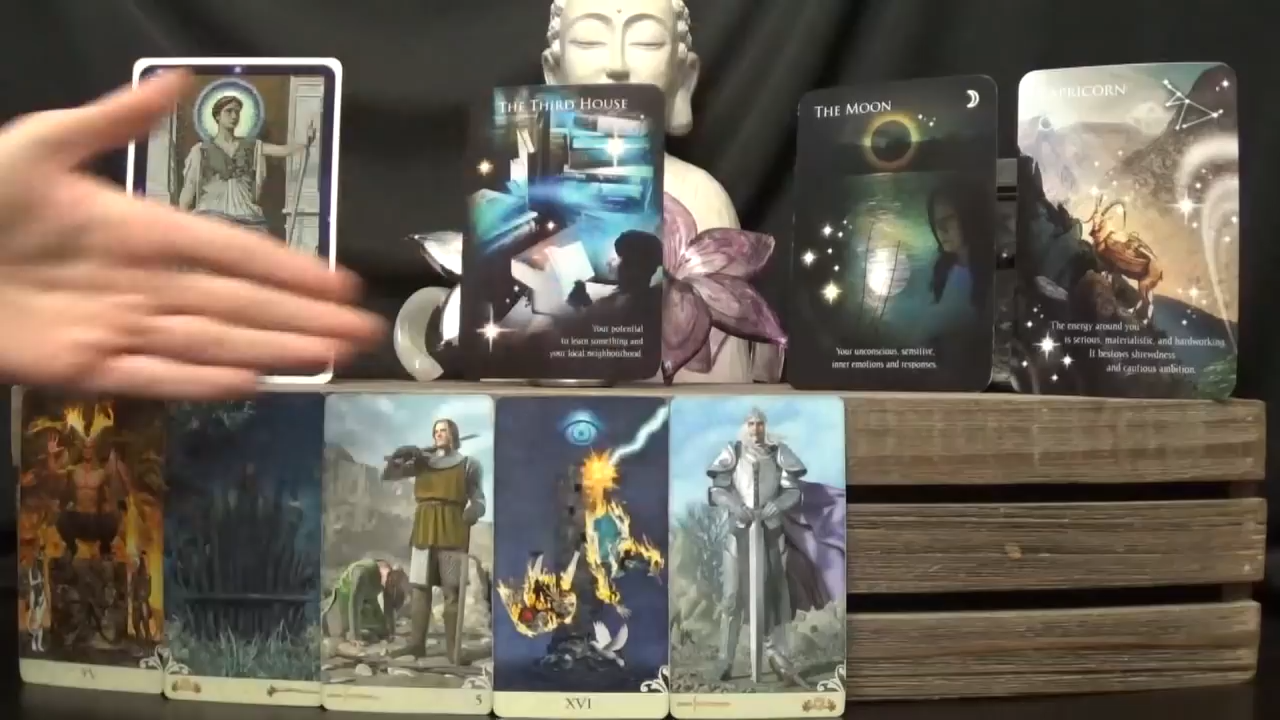 THE THIRD HOUSE
Your potential
to learn something and
your local neighbourhood.
THE MOON
Your unconscious, sensitive,
inner emotions and responses.
The energy around you
is serious, materialistic, and hardworking.
It bestows shrewdness
and cautious ambition.
5
XVI